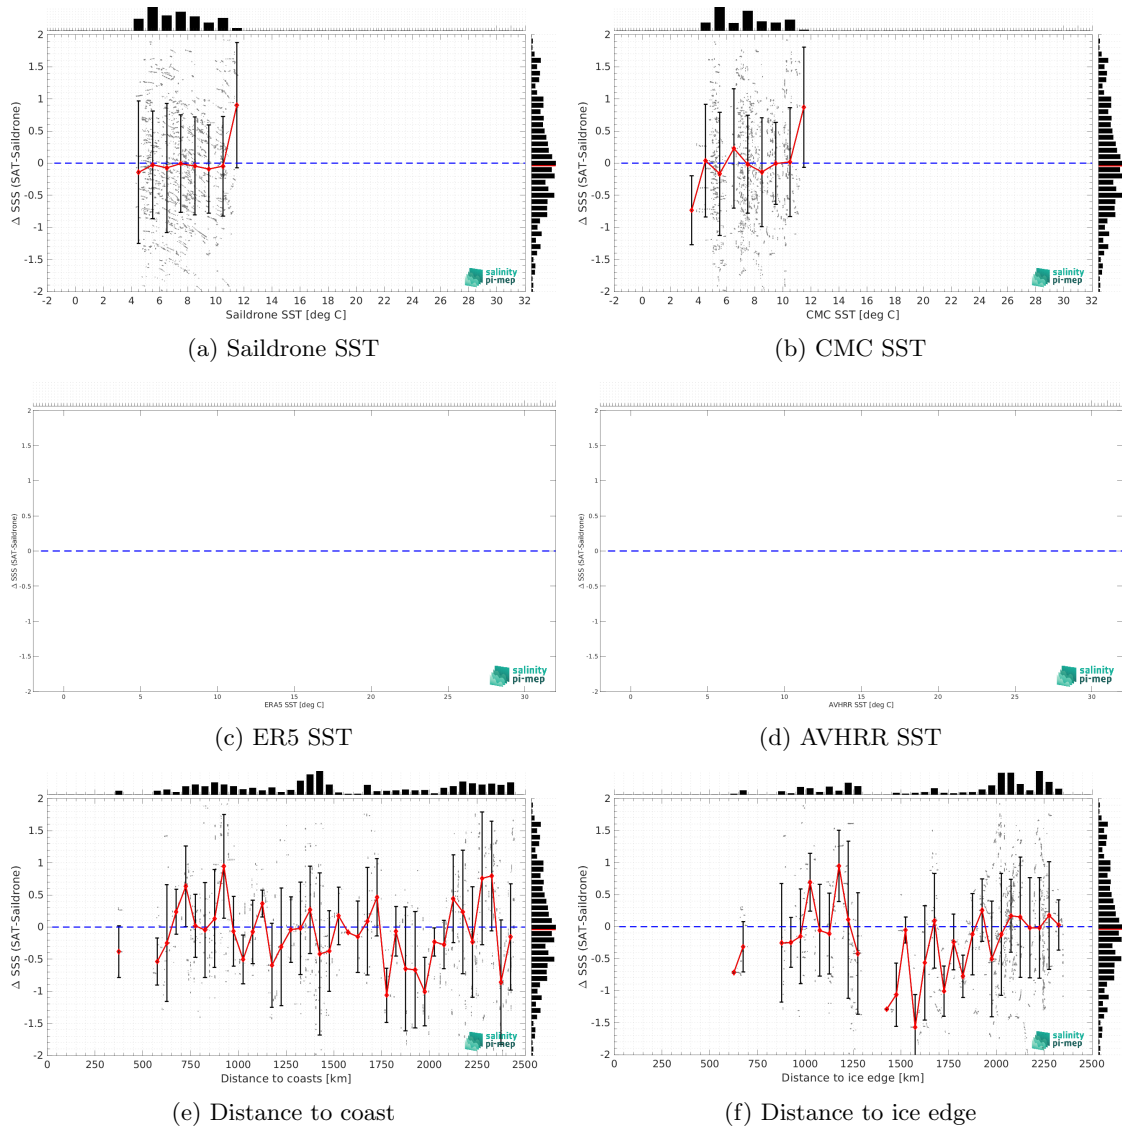 2
1.5
1
0.5
0
-0.5
-1
-1.5
-2
Δ SSS (SAT-Saildrone)
-2 0 2 4 6 8 10 12 14 16 18 20 22 24 26 28 30 32
Saildrone SST [deg C]
salinity
pi-mep
(a) Saildrone SST
2
1.5
1
0.5
0
-0.5
-1
-1.5
-2
Δ SSS (SAT-Saildrone)
-2 0 2 4 6 8 10 12 14 16 18 20 22 24 26 28 30 32
CMC SST [deg C]
salinity
pi-mep
(b) CMC SST
2
1.5
1
0.5
0
-0.5
-1
-1.5
-2
Δ SSS (SAT-Saildrone)
0 5 10 15 20 25 30
ERA5 SST [deg C]
salinity
pi-mep
(c) ER5 SST
2
1.5
1
0.5
0
-0.5
-1
-1.5
-2
Δ SSS (SAT-Saildrone)
0 5 10 15 20 25 30
AVHRR SST [deg C]
salinity
pi-mep
(d) AVHRR SST
2
1.5
1
0.5
0
-0.5
-1
-1.5
-2
Δ SSS (SAT-Saildrone)
0 250 500 750 1000 1250 1500 1750 2000 2250 2500
Distance to coasts [km]
salinity
pi-mep
(e) Distance to coast
2
1.5
1
0.5
0
-0.5
-1
-1.5
-2
Δ SSS (SAT-Saildrone)
0 250 500 750 1000 1250 1500 1750 2000 2250 2500
Distance to ice edge [km]
salinity
pi-mep
(f) Distance to ice edge